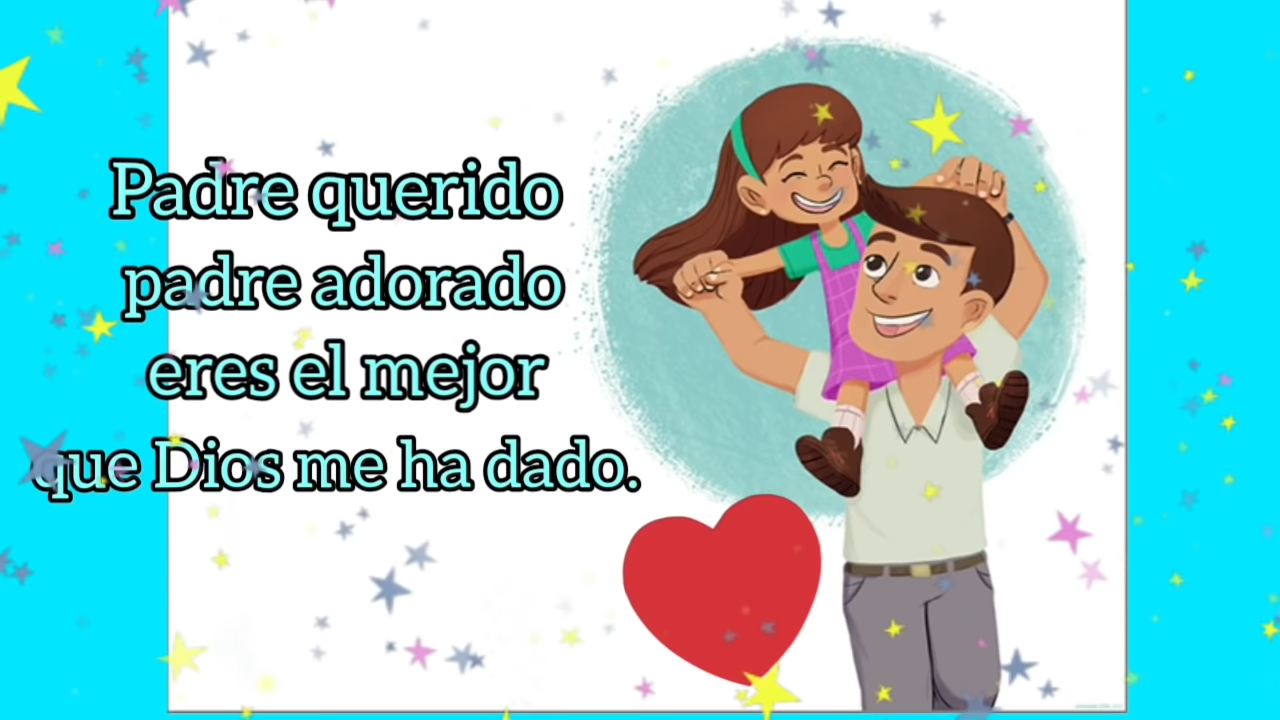 Padre querido
padre adorado
eres el mejor
que Dios me ha dado.